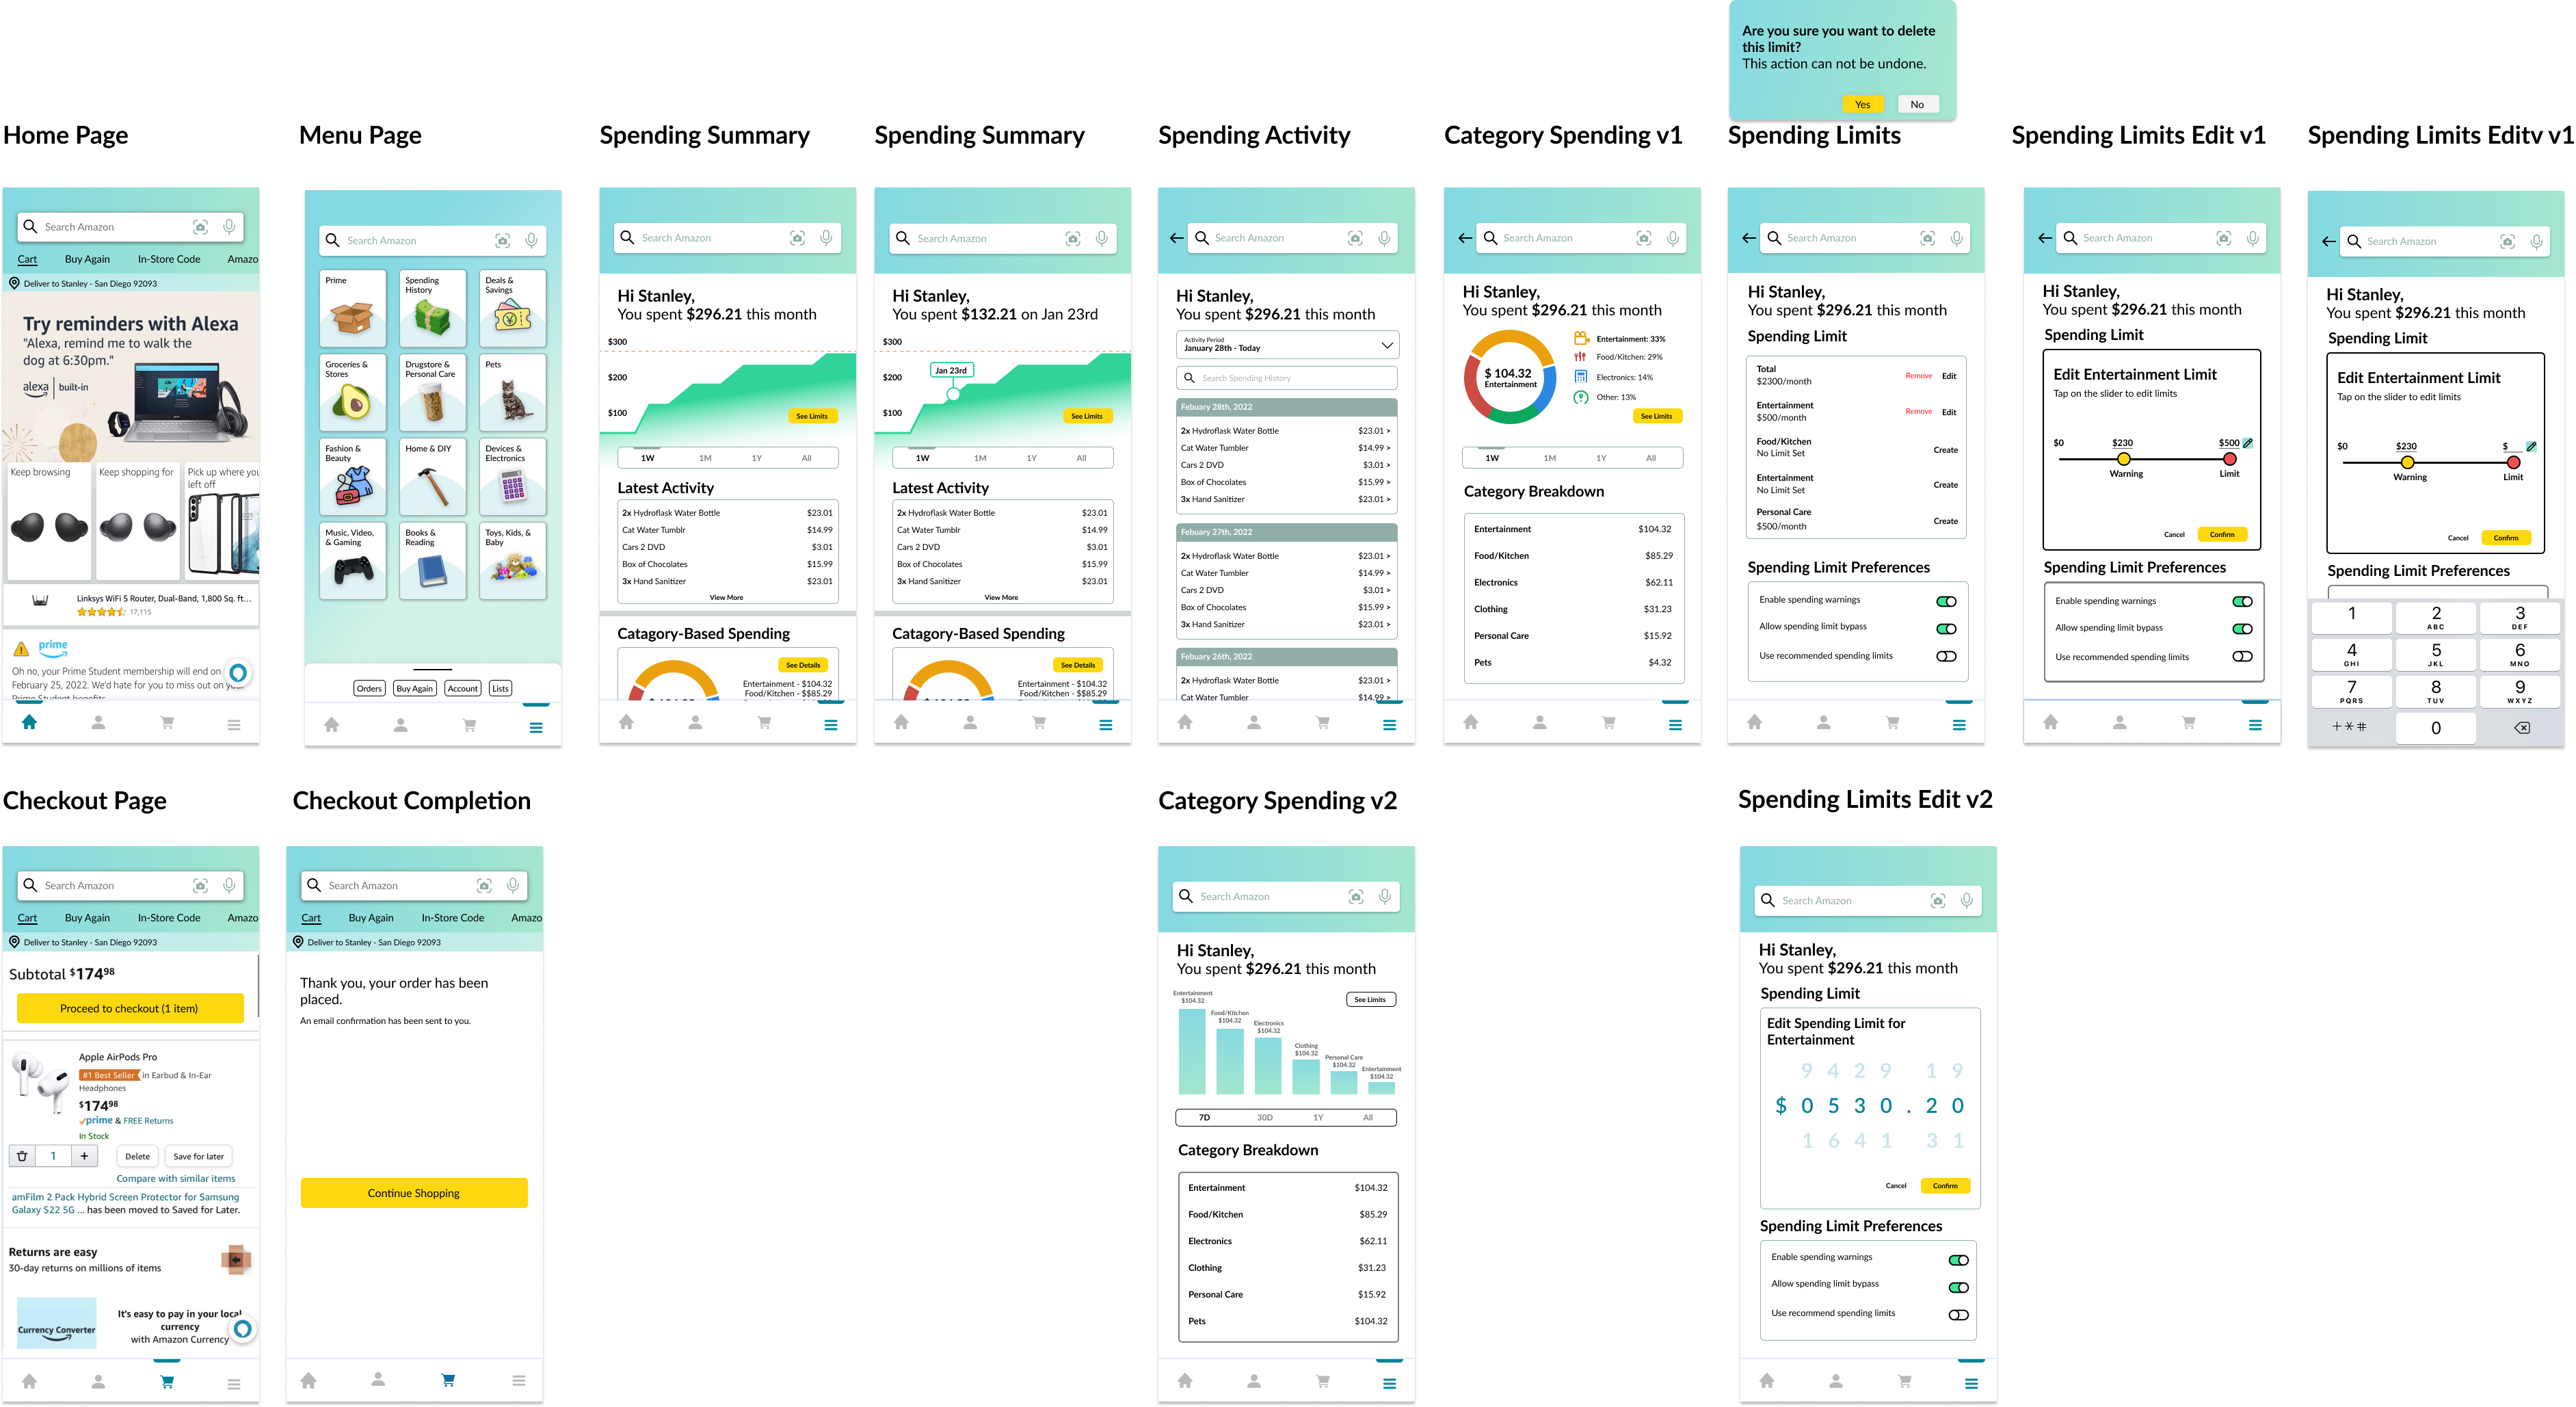 Are you sure you want to delete
this limit?
This action can not be undone.
Yes
No
Home Page
Search Amazon
Cart
Buy Again
In-Store Code
Amazo
Deliver to Stanley - San Diego 92093
Try reminders with Alexa
"Alexa, remind me to walk the
dog at 6:30pm."
alexa | built-in
Keep browsing
Keep shopping for
Pick up where you
left off
Linksys WiFi 5 Router, Dual-Band, 1,800 Sq. ft...
17,115
prime
Oh no, your Prime Student membership will end on
February 25, 2022. We'd hate for you to miss out on your
Prime Student benefits
Menu Page
Search Amazon
Prime
Spending
History
Deals &
Savings
Groceries &
Stores
Drugstore &
Personal Care
Pets
Fashion &
Beauty
Home & DIY
Devices &
Electronics
Music, Video,
& Gaming
Books &
Reading
Toys, Kids, &
Baby
Orders
Buy Again
Account
Lists
Spending Summary
Search Amazon
Hi Stanley,
You spent $296.21 this month
$300
$200
$100
See Limits
1W
1M
1Y
All
Latest Activity
2x Hydroflask Water Bottle $23.01
Cat Water Tumblr $14.99
Cars 2 DVD $3.01
Box of Chocolates $15.99
3x Hand Sanitizer $23.01
View More
Catagory-Based Spending
See Details
Entertainment - $104.32
Food/Kitchen - $$85.29
Spending Summary
Search Amazon
Hi Stanley,
You spent $132.21 on Jan 23rd
$300
Jan 23rd
$200
$100
See Limits
1W
1M
1Y
All
Latest Activity
2x Hydroflask Water Bottle $23.01
Cat Water Tumblr $14.99
Cars 2 DVD $3.01
Box of Chocolates $15.99
3x Hand Sanitizer $23.01
View More
Catagory-Based Spending
See Details
Entertainment - $104.32
Food/Kitchen - $$85.29
Spending Activity
Search Amazon
Hi Stanley,
You spent $296.21 this month
Activity Period
January 28th - Today
Search Spending History
Febuary 28th, 2022
2x Hydroflask Water Bottle $23.01 >
Cat Water Tumbler $14.99 >
Cars 2 DVD $3.01 >
Box of Chocolates $15.99 >
3x Hand Sanitizer $23.01 >
Febuary 27th, 2022
2x Hydroflask Water Bottle $23.01 >
Cat Water Tumbler $14.99 >
Cars 2 DVD $3.01 >
Box of Chocolates $15.99 >
3x Hand Sanitizer $23.01 >
Febuary 26th, 2022
2x Hydroflask Water Bottle $23.01 >
Cat Water Tumbler $14.99 >
Category Spending v1
Search Amazon
Hi Stanley,
You spent $296.21 this month
$ 104.32
Entertainment
Entertainment: 33%
Food/Kitchen: 29%
Electronics: 14%
Other: 13%
See Limits
1W
1M
1Y
All
Category Breakdown
Entertainment $104.32
Food/Kitchen $85.29
Electronics $62.11
Clothing $31.23
Personal Care $15.92
Pets $4.32
Spending Limits
Search Amazon
Hi Stanley,
You spent $296.21 this month
Spending Limit
Total
$2300/month
Remove Edit
Entertainment
$500/month
Remove Edit
Food/Kitchen
No Limit Set
Create
Entertainment
No Limit Set
Create
Personal Care
$500/month
Create
Spending Limit Preferences
Enable spending warnings
Allow spending limit bypass
Use recommended spending limits
Spending Limits Edit v1
Search Amazon
Hi Stanley,
You spent $296.21 this month
Spending Limit
Edit Entertainment Limit
Tap on the slider to edit limits
$0
$230
$500
Warning
Limit
Cancel
Confirm
Spending Limit Preferences
Enable spending warnings
Allow spending limit bypass
Use recommended spending limits
Spending Limits Editv v1
Search Amazon
Hi Stanley,
You spent $296.21 this month
Spending Limit
Edit Entertainment Limit
Tap on the slider to edit limits
$0
$230
$
Warning
Limit
Cancel
Confirm
Spending Limit Preferences
1
2 ABC
3 DEF
4 GHI
5 JKL
6 MNO
7 PQRS
8 TUV
9 WXYZ
+*#
0
Checkout Page
Search Amazon
Cart
Buy Again
In-Store Code
Amazo
Deliver to Stanley - San Diego 92093
Subtotal $17498
Proceed to checkout (1 item)
Apple AirPods Pro
#1 Best Seller in Earbud & In-Ear
Headphones
$17498
prime & FREE Returns
In Stock
1
+
Delete
Save for later
Compare with similar items
amFilm 2 Pack Hybrid Screen Protector for Samsung
Galaxy S22 5G ... has been moved to Saved for Later.
Returns are easy
30-day returns on millions of items
Currency Converter
It's easy to pay in your local
currency
with Amazon Currency
Checkout Completion
Search Amazon
Cart
Buy Again
In-Store Code
Amazo
Deliver to Stanley - San Diego 92093
Thank you, your order has been
placed.
An email confirmation has been sent to you.
Continue Shopping
Category Spending v2
Search Amazon
Hi Stanley,
You spent $296.21 this month
See Limits
Entertainment
$104.32
Food/Kitchen
$104.32
Electronics
$104.32
Clothing
$104.32
Personal Care
$104.32
Entertainment
$104.32
7D
30D
1Y
All
Category Breakdown
Entertainment $104.32
Food/Kitchen $85.29
Electronics $62.11
Clothing $31.23
Personal Care $15.92
Pets $104.32
Spending Limits Edit v2
Search Amazon
Hi Stanley,
You spent $296.21 this month
Spending Limit
Edit Spending Limit for
Entertainment
9 4 2 9 1 9
$ 0 5 3 0 . 2 0
1 6 4 1 3 1
Cancel
Confirm
Spending Limit Preferences
Enable spending warnings
Allow spending limit bypass
Use recommend spending limits